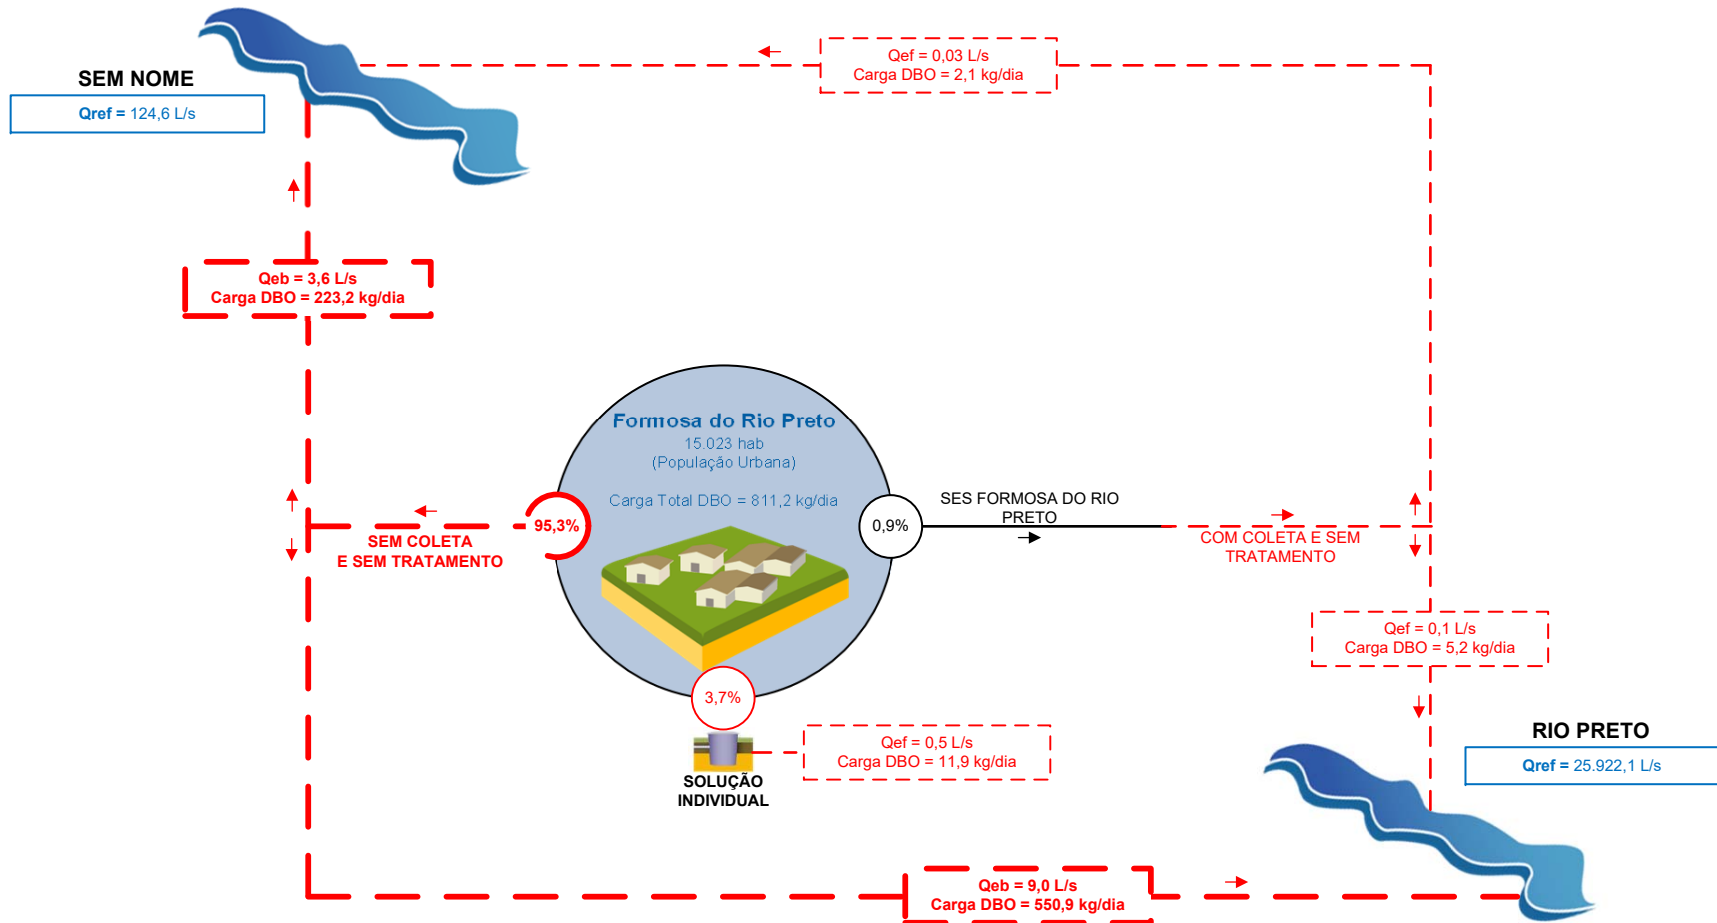 Qef = 0,03 L/s
Carga DBO = 2,1 kg/dia
SEM NOME
Qref = 124,6 L/s
Qeb = 3,6 L/s
Carga DBO = 223,2 kg/dia
Formosa do Rio Preto
15.023 hab
(População Urbana)
Carga Total DBO = 811,2 kg/dia
95,3%
SEM COLETA
E SEM TRATAMENTO
0,9%
SES FORMOSA DO RIO
PRETO
COM COLETA E SEM
TRATAMENTO
Qef = 0,1 L/s
Carga DBO = 5,2 kg/dia
3,7%
SOLUÇÃO
INDIVIDUAL
Qef = 0,5 L/s
Carga DBO = 11,9 kg/dia
RIO PRETO
Qref = 25.922,1 L/s
Qeb = 9,0 L/s
Carga DBO = 550,9 kg/dia